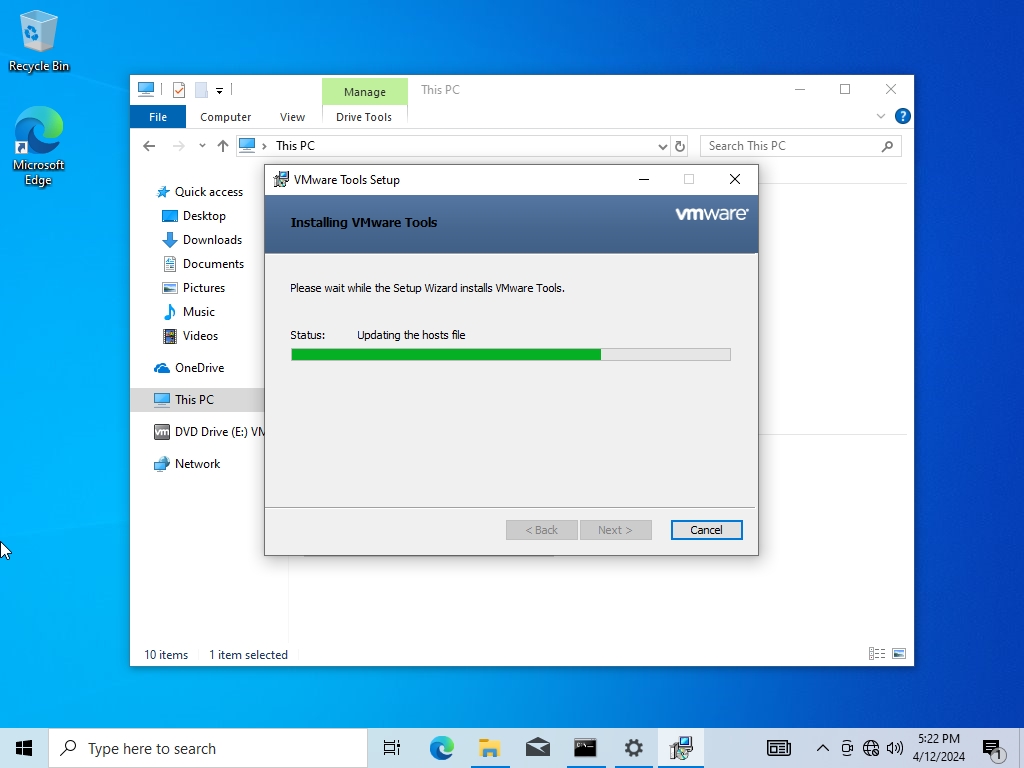 Recycle Bin
Microsoft
Edge
Manage
This PC
File
Computer
View
Drive Tools
?
This PC
Search This PC
Quick access
Desktop
Downloads
Documents
Pictures
Music
Videos
OneDrive
This PC
vm
DVD Drive (E:) VM
Network
VMware Tools Setup
Installing VMware Tools
vmware®
Please wait while the Setup Wizard installs VMware Tools.
Status:
Updating the hosts file
< Back
Next >
Cancel
10 items
1 item selected
Type here to search
5:22 PM
4/12/2024
1